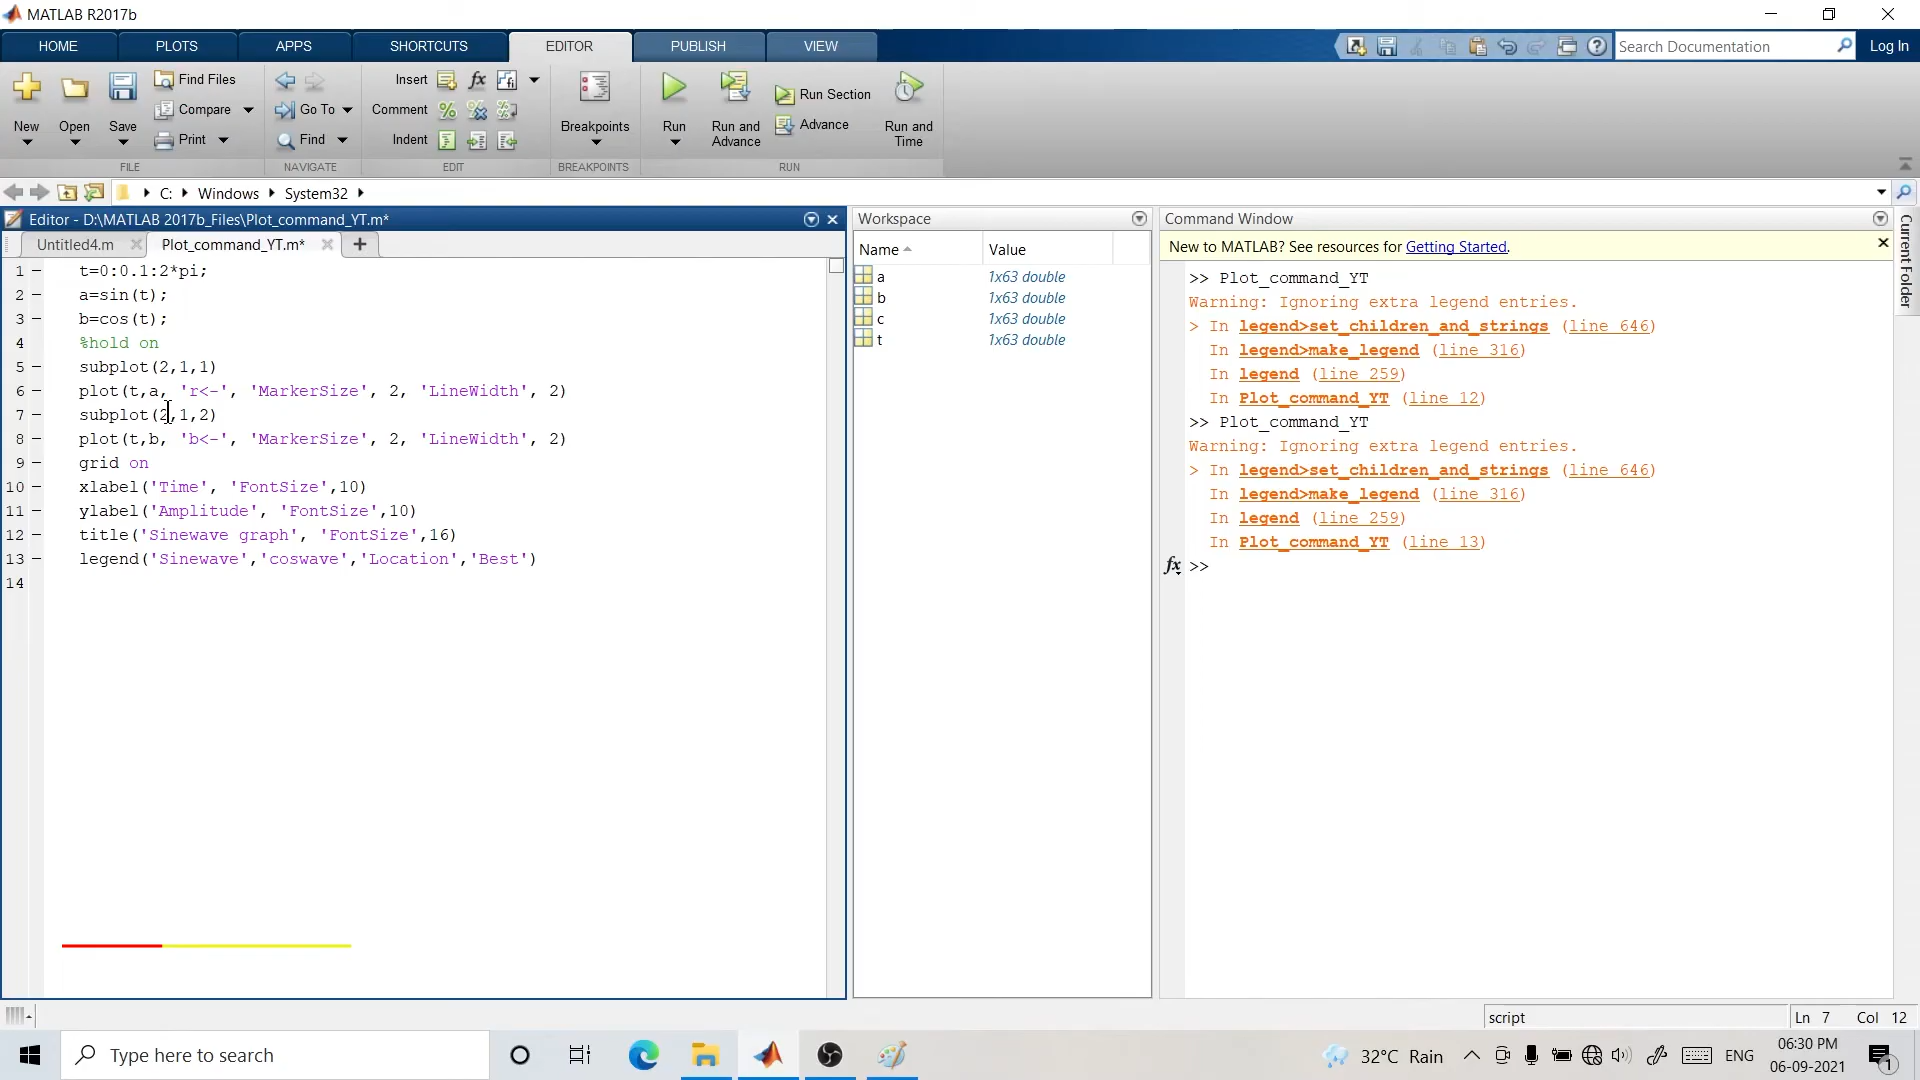 MATLAB R2017b
HOME PLOTS APPS SHORTCUTS EDITOR PUBLISH VIEW Search Documentation Log In
New Open Save Find Files Compare Print Go To Find Insert fx Comment Indent Breakpoints Run Run and Advance Run Section Advance Run and Time
FILE NAVIGATE EDIT BREAKPOINTS RUN
C: Windows System32
Editor - D:\MATLAB 2017b_Files\Plot_command_YT.m*
Untitled4.m Plot_command_YT.m*
1 t=0:0.1:2*pi;
2 a=sin(t);
3 b=cos(t);
4 %hold on
5 subplot(2,1,1)
6 plot(t,a, 'r<-', 'MarkerSize', 2, 'LineWidth', 2)
7 subplot(2,1,2)
8 plot(t,b, 'b<-', 'MarkerSize', 2, 'LineWidth', 2)
9 grid on
10 xlabel('Time', 'FontSize',10)
11 ylabel('Amplitude', 'FontSize',10)
12 title('Sinewave graph', 'FontSize',16)
13 legend('Sinewave','coswave','Location','Best')
14
Workspace
Name Value
a 1x63 double
b 1x63 double
c 1x63 double
t 1x63 double
Command Window
New to MATLAB? See resources for Getting Started.
>> Plot_command_YT
Warning: Ignoring extra legend entries.
> In legend>set_children_and_strings (line 646)
In legend>make_legend (line 316)
In legend (line 259)
In Plot_command_YT (line 12)
>> Plot_command_YT
Warning: Ignoring extra legend entries.
> In legend>set_children_and_strings (line 646)
In legend>make_legend (line 316)
In legend (line 259)
In Plot_command_YT (line 13)
fx >>
Current Folder
script Ln 7 Col 12
Type here to search 32°C Rain ENG 06:30 PM
06-09-2021 1